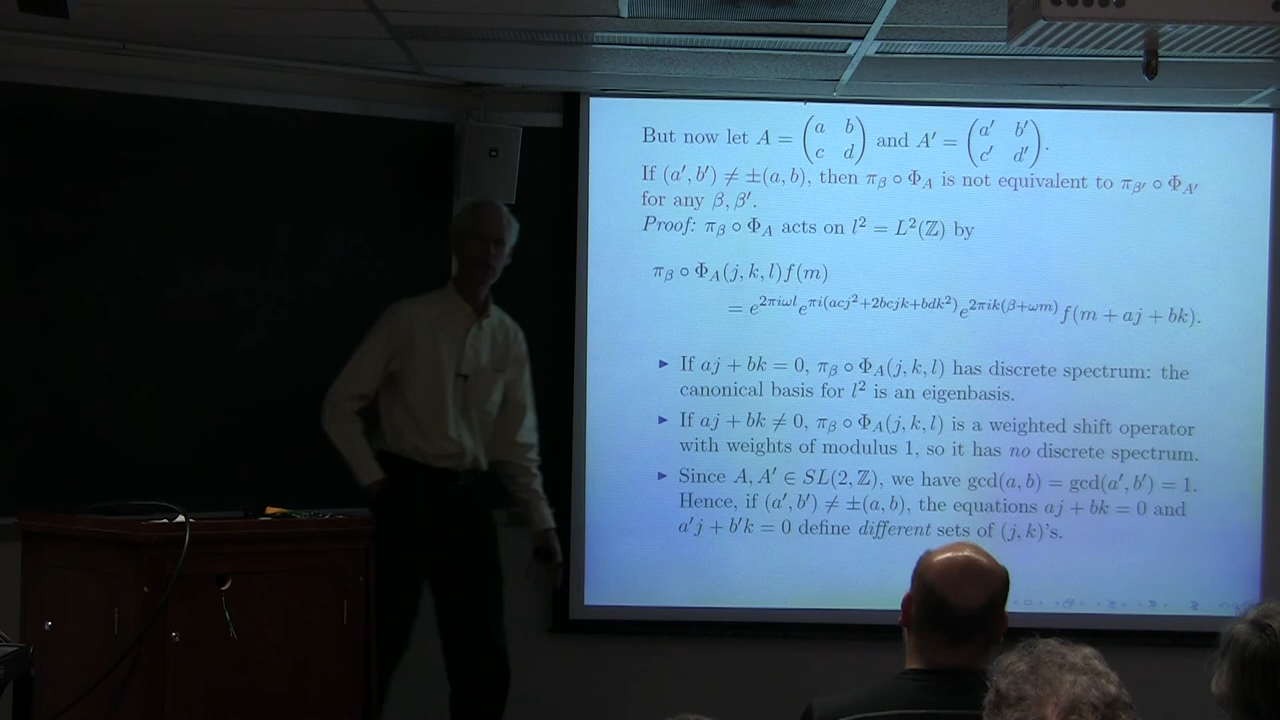 But now let A = (a b; c d) and A′ = (a′ b′; c′ d′).
If (a′, b′) ≠ ±(a, b), then π_β ∘ Φ_A is not equivalent to π_β′ ∘ Φ_A′
for any β, β′.
Proof: π_β ∘ Φ_A acts on l² = L²(ℤ) by
π_β ∘ Φ_A(j, k, l)f(m)
= e^{2πiωl}e^{πi(acj²+2bcjk+bdk²)}e^{2πik(β+ωm)}f(m + aj + bk).
▶ If aj + bk = 0, π_β ∘ Φ_A(j, k, l) has discrete spectrum: the
canonical basis for l² is an eigenbasis.
▶ If aj + bk ≠ 0, π_β ∘ Φ_A(j, k, l) is a weighted shift operator
with weights of modulus 1, so it has no discrete spectrum.
▶ Since A, A′ ∈ SL(2, ℤ), we have gcd(a, b) = gcd(a′, b′) = 1.
Hence, if (a′, b′) ≠ ±(a, b), the equations aj + bk = 0 and
a′j + b′k = 0 define different sets of (j, k)'s.